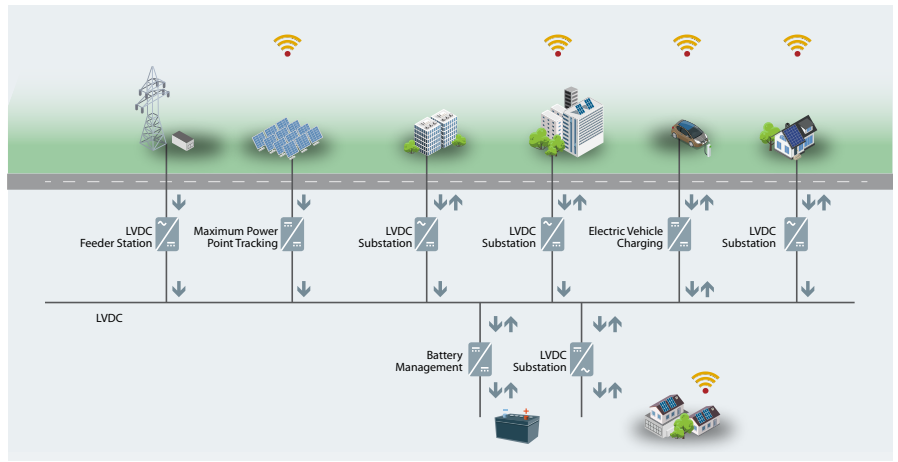 LVDC
Feeder Station
Maximum Power
Point Tracking
LVDC
Substation
LVDC
Substation
Electric Vehicle
Charging
LVDC
Substation
LVDC
Battery
Management
LVDC
Substation
- +